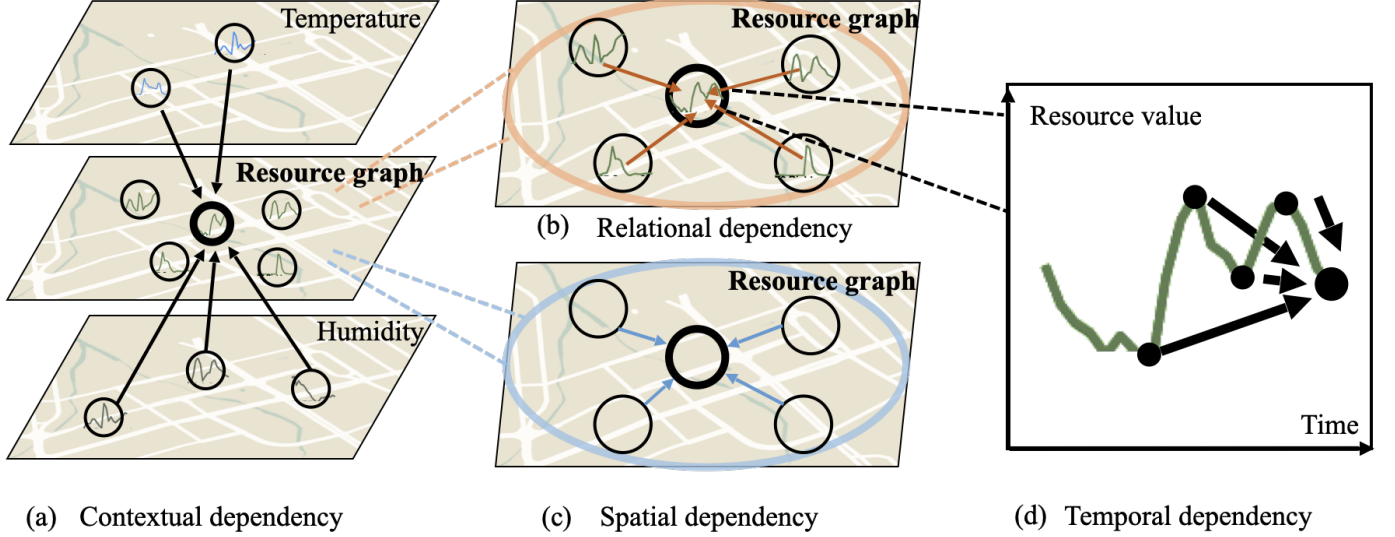 Temperature
Resource graph
Humidity
(a) Contextual dependency
Resource graph
(b) Relational dependency
Resource graph
(c) Spatial dependency
Resource value
Time
(d) Temporal dependency